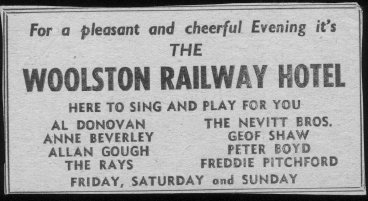 For a pleasant and cheerful Evening it's
THE
WOOLSTON RAILWAY HOTEL
HERE TO SING AND PLAY FOR YOU
AL DONOVAN THE NEVITT BROS.
ANNE BEVERLEY GEOF SHAW
ALLAN GOUGH PETER BOYD
THE RAYS FREDDIE PITCHFORD
FRIDAY, SATURDAY and SUNDAY